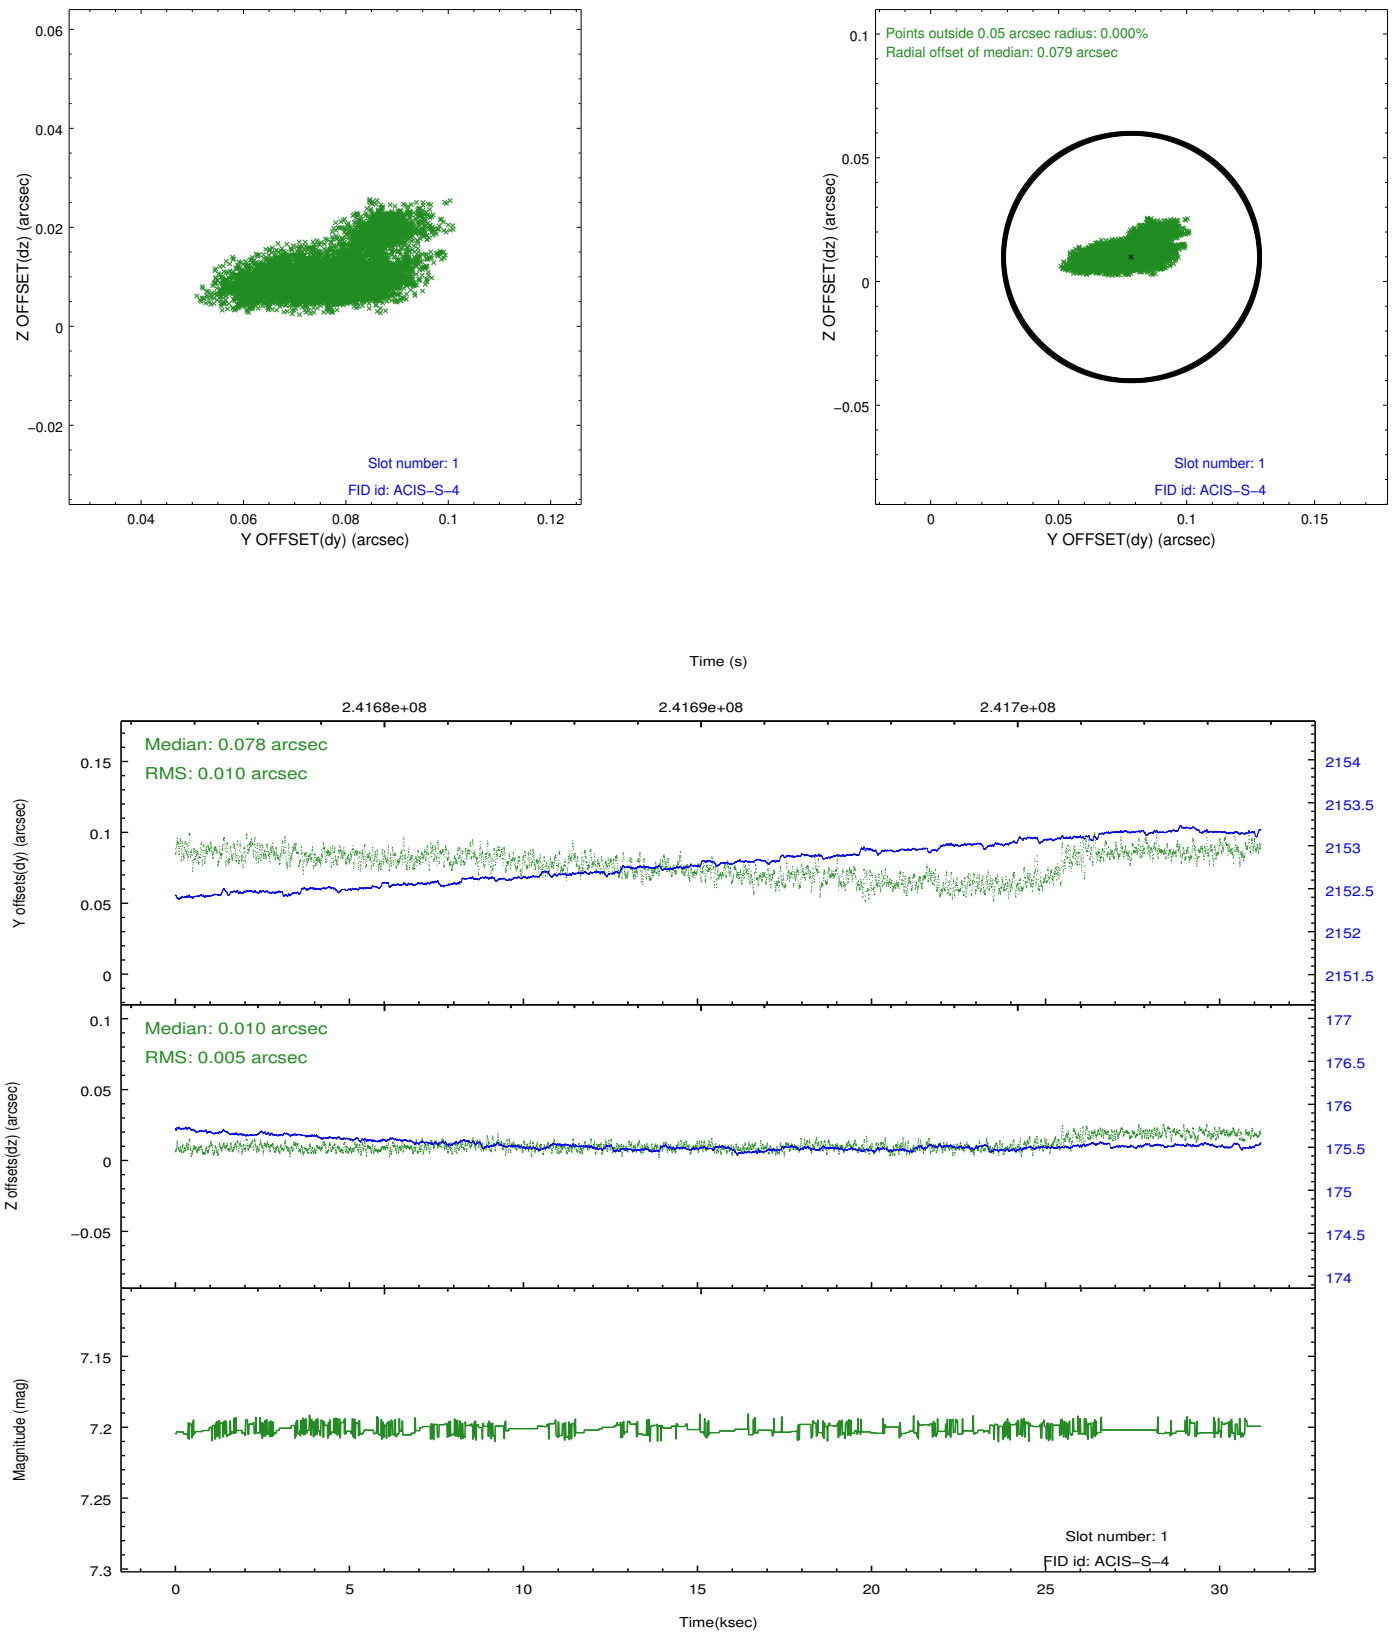 0.06
0.04
0.02
0
−0.02
Z OFFSET(dz) (arcsec)
Slot number: 1
FID id: ACIS−S−4
0.04 0.06 0.08 0.1 0.12
Y OFFSET(dy) (arcsec)
Points outside 0.05 arcsec radius: 0.000%
Radial offset of median: 0.079 arcsec
0.1
0.05
0
−0.05
Z OFFSET(dz) (arcsec)
Slot number: 1
FID id: ACIS−S−4
0 0.05 0.1 0.15
Y OFFSET(dy) (arcsec)
Time (s)
2.4168e+08 2.4169e+08 2.417e+08
Median: 0.078 arcsec
RMS: 0.010 arcsec
0.15
0.1
0.05
0
Y offsets(dy) (arcsec)
2154
2153.5
2153
2152.5
2152
2151.5
Median: 0.010 arcsec
RMS: 0.005 arcsec
0.1
0.05
0
−0.05
Z offsets(dz) (arcsec)
177
176.5
176
175.5
175
174.5
174
7.15
7.2
7.25
7.3
Magnitude (mag)
Slot number: 1
FID id: ACIS−S−4
0 5 10 15 20 25 30
Time(ksec)